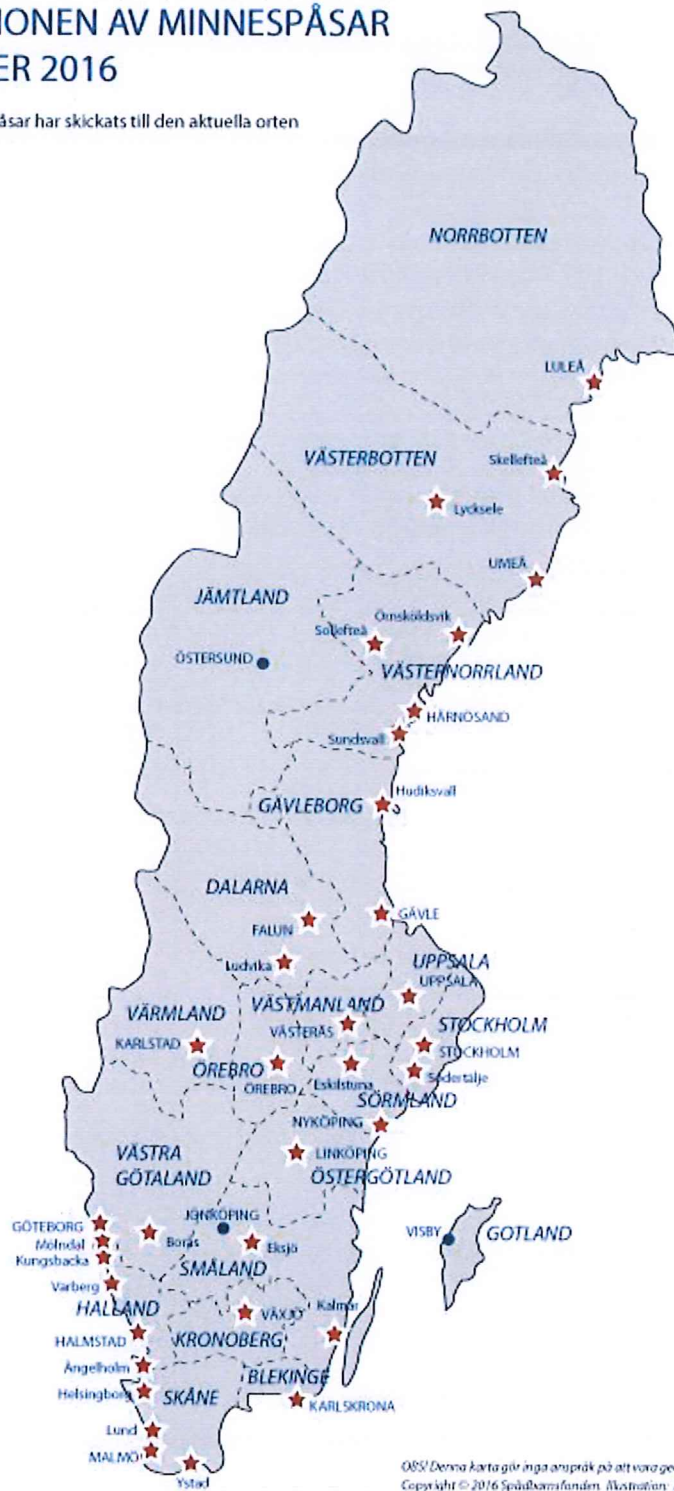 IONEN AV MINNESPÅSAR
ER 2016
åsar har skickats till den aktuella orten
NORRBOTTEN
LULEÅ
VÄSTERBOTTEN
Skellefteå
Lycksele
UMEÅ
JÄMTLAND
Örnsköldsvik
Sollefteå
ÖSTERSUND
VÄSTERNORRLAND
HÄRNÖSAND
Sundsvall
Hudiksvall
GÄVLEBORG
DALARNA
GÄVLE
FALUN
Ludvika
UPPSALA
UPPSALA
VÄSTMANLAND
VÄRMLAND
VÄSTERÅS
STOCKHOLM
KARLSTAD
STOCKHOLM
ÖREBRO
ÖREBRO
Eskilstuna
Södertälje
SÖRMLAND
NYKÖPING
VÄSTRA
GÖTALAND
LINKÖPING
ÖSTERGÖTLAND
JÖNKÖPING
GÖTEBORG
Mölndal
Borås
Eksjö
VISBY
GOTLAND
Kungsbacka
SMÅLAND
Varberg
HALLAND
VÄXJÖ
Kalmar
HALMSTAD
KRONOBERG
Ängelholm
BLEKINGE
Helsingborg
SKÅNE
KARLSKRONA
Lund
MALMÖ
Ystad
OBS! Denna karta gör inga anspråk på att vara
Copyright © 2016 Spädbarnsfonden. Illustration: